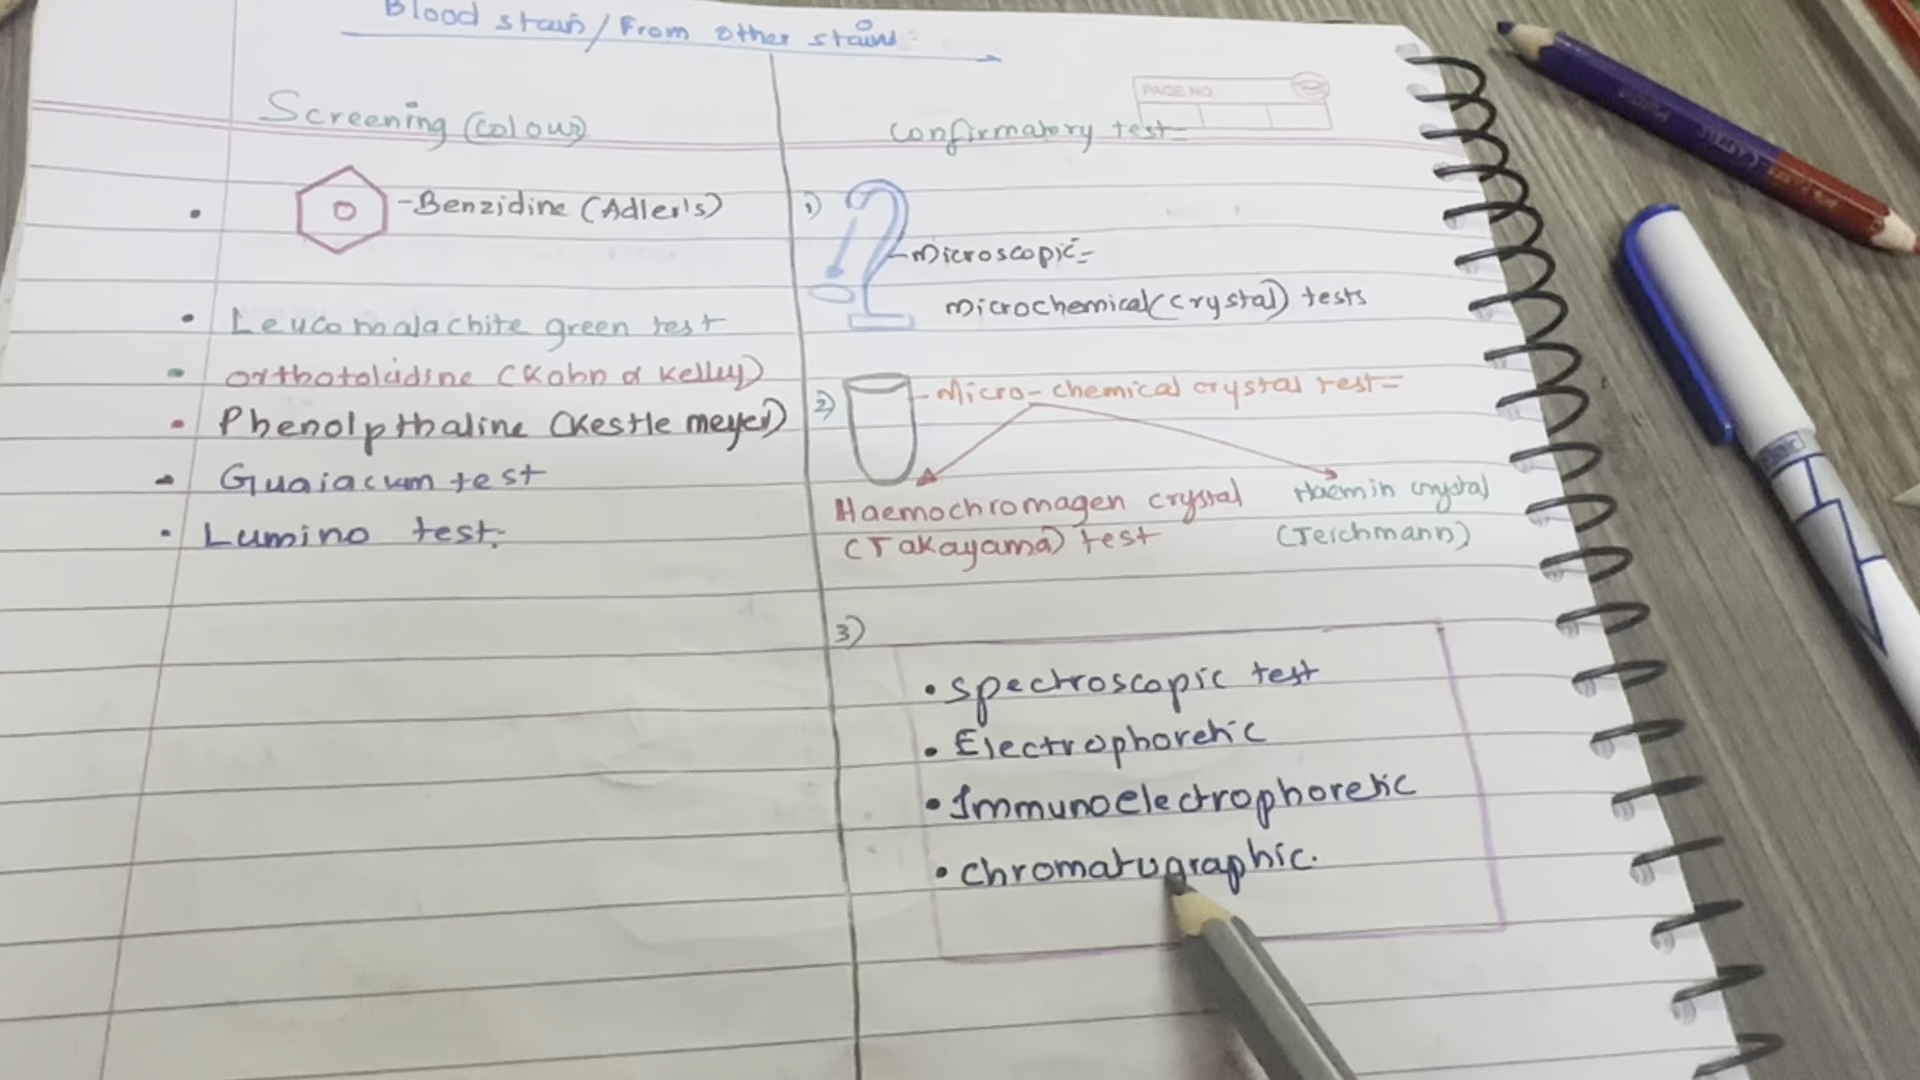 Blood stain/From other stains:
Screening (colour)
-Benzidine (Adler's)
Leucomalachite green test
Orthotoludine (Kohn & Kelley)
Phenolpthaline (Kestle meyer)
Guaiacum test
Lumino test.
PAGE NO.
Confirmatory test=
1)
-Microscopic=
Microchemical (crystal) tests
2)
-Micro-chemical crystal test=
Haemochromagen crystal
(Takayama) test
Haemin crystal
(Teichmann)
3)
• Spectroscopic test
• Electrophoretic
• Immunoelectrophoretic
• Chromatographic.